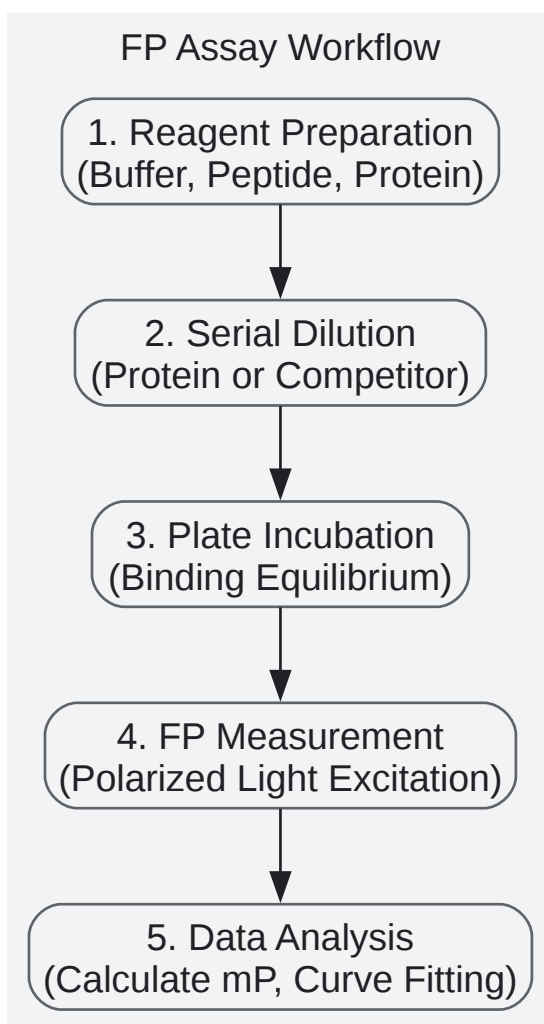 FP Assay Workflow
1. Reagent Preparation
(Buffer, Peptide, Protein)
2. Serial Dilution
(Protein or Competitor)
3. Plate Incubation
(Binding Equilibrium)
4. FP Measurement
(Polarized Light Excitation)
5. Data Analysis
(Calculate mP, Curve Fitting)